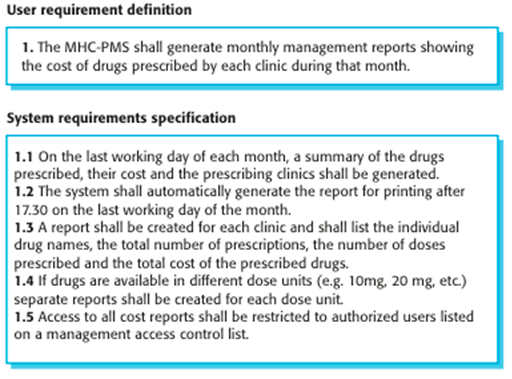 User requirement definition
1. The MHC-PMS shall generate monthly management reports showing
the cost of drugs prescribed by each clinic during that month.
System requirements specification
1.1 On the last working day of each month, a summary of the drugs
prescribed, their cost and the prescribing clinics shall be generated.
1.2 The system shall automatically generate the report for printing after
17.30 on the last working day of the month.
1.3 A report shall be created for each clinic and shall list the individual
drug names, the total number of prescriptions, the number of doses
prescribed and the total cost of the prescribed drugs.
1.4 If drugs are available in different dose units (e.g. 10mg, 20 mg, etc.)
separate reports shall be created for each dose unit.
1.5 Access to all cost reports shall be restricted to authorized users listed
on a management access control list.